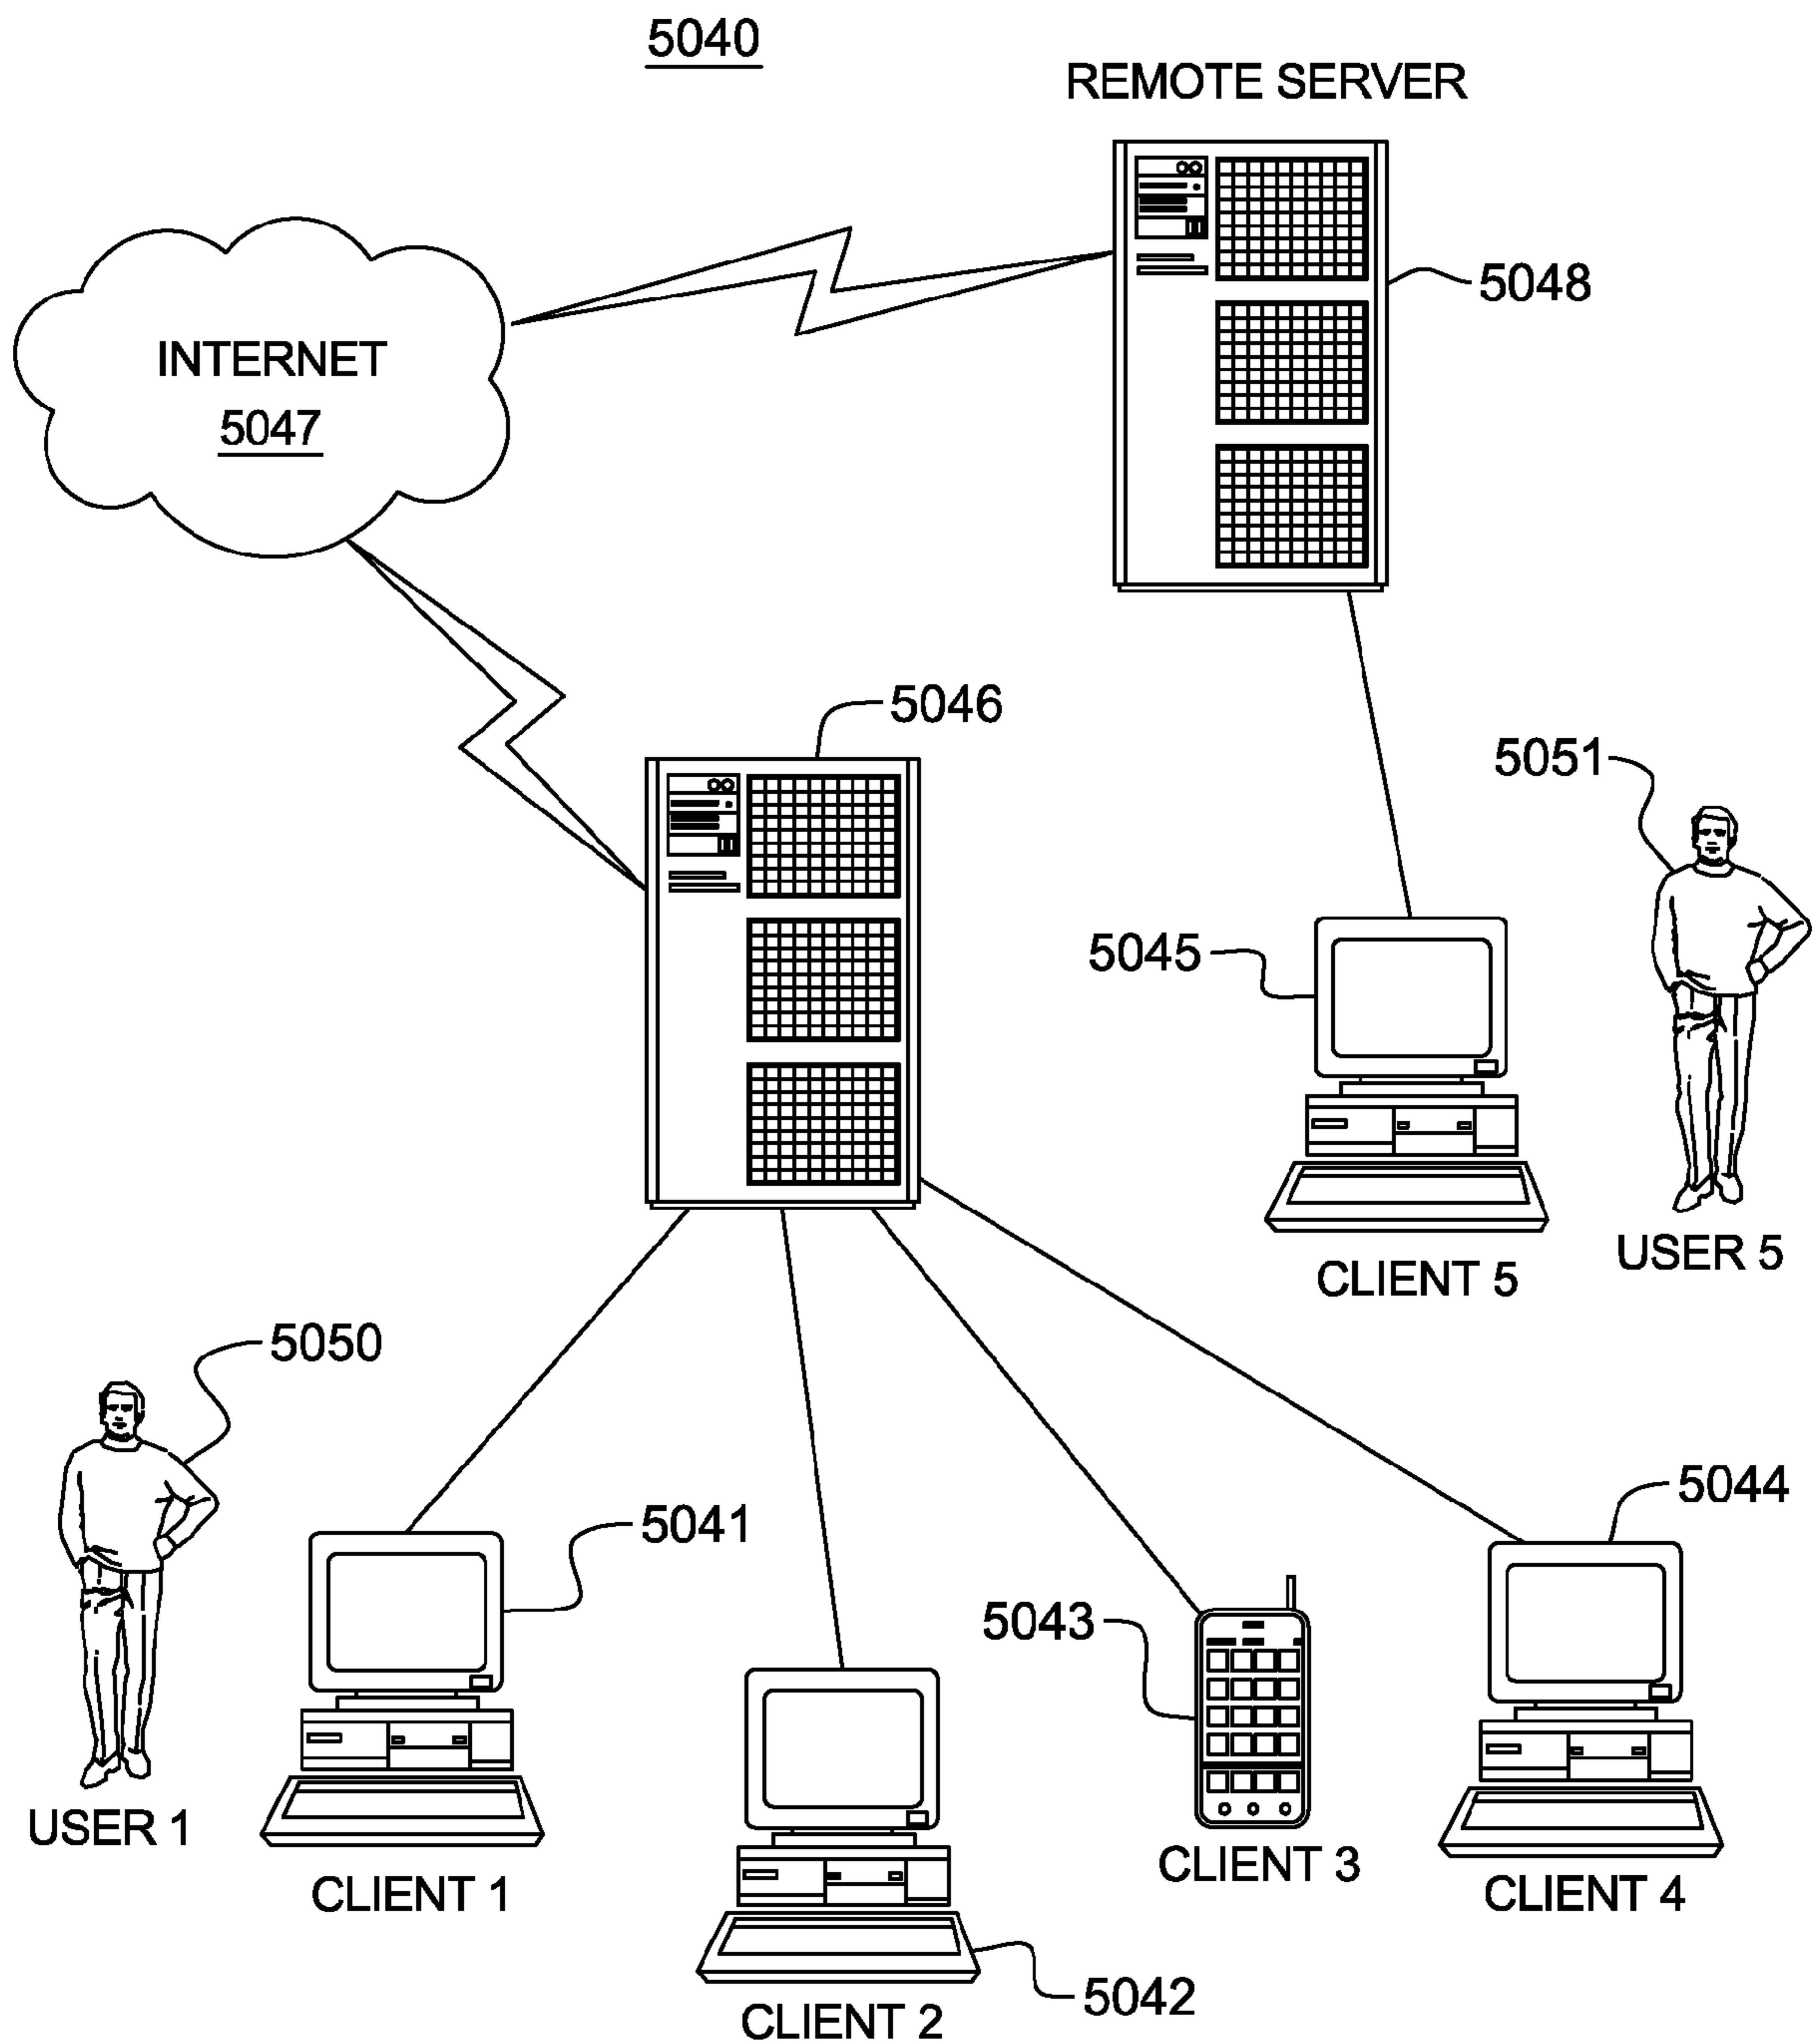 5040
REMOTE SERVER
5048
INTERNET
5047
5046
5051
5045
USER 5
CLIENT 5
5050
5044
5041
5043
USER 1
CLIENT 3
CLIENT 1
CLIENT 4
5042
CLIENT 2